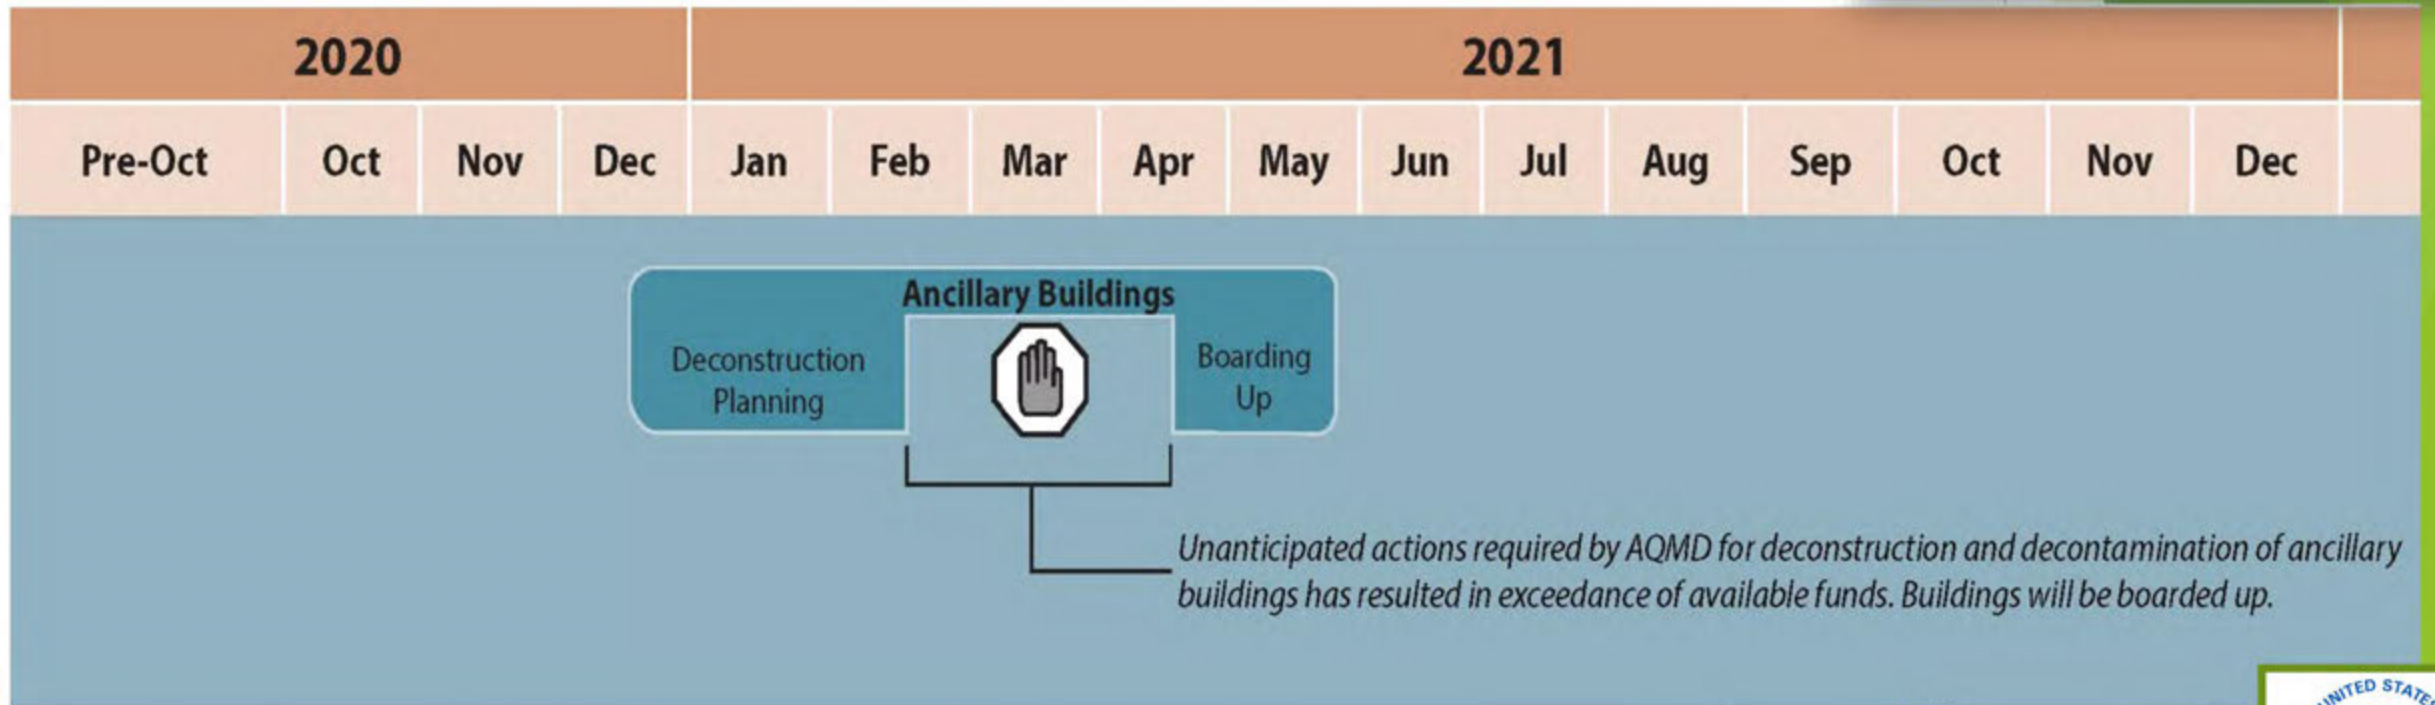 2020 2021
Pre-Oct Oct Nov Dec Jan Feb Mar Apr May Jun Jul Aug Sep Oct Nov Dec
Ancillary Buildings
Deconstruction
Planning
Boarding
Up
Unanticipated actions required by AQMD for deconstruction and decontamination of ancillary
buildings has resulted in exceedance of available funds. Buildings will be boarded up.
UNITED